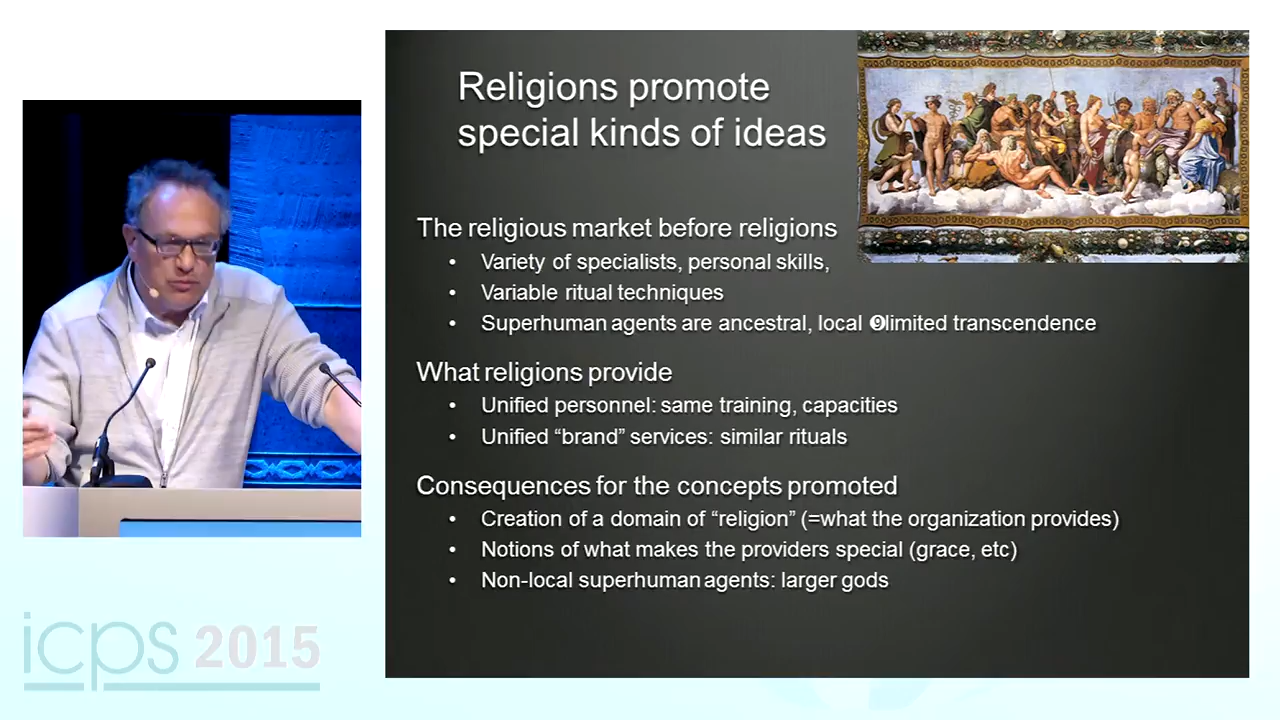 Religions promote
special kinds of ideas
The religious market before religions
• Variety of specialists, personal skills,
• Variable ritual techniques
• Superhuman agents are ancestral, local ❾limited transcendence
What religions provide
• Unified personnel: same training, capacities
• Unified “brand” services: similar rituals
Consequences for the concepts promoted
• Creation of a domain of “religion” (=what the organization provides)
• Notions of what makes the providers special (grace, etc)
• Non-local superhuman agents: larger gods
icps 2015